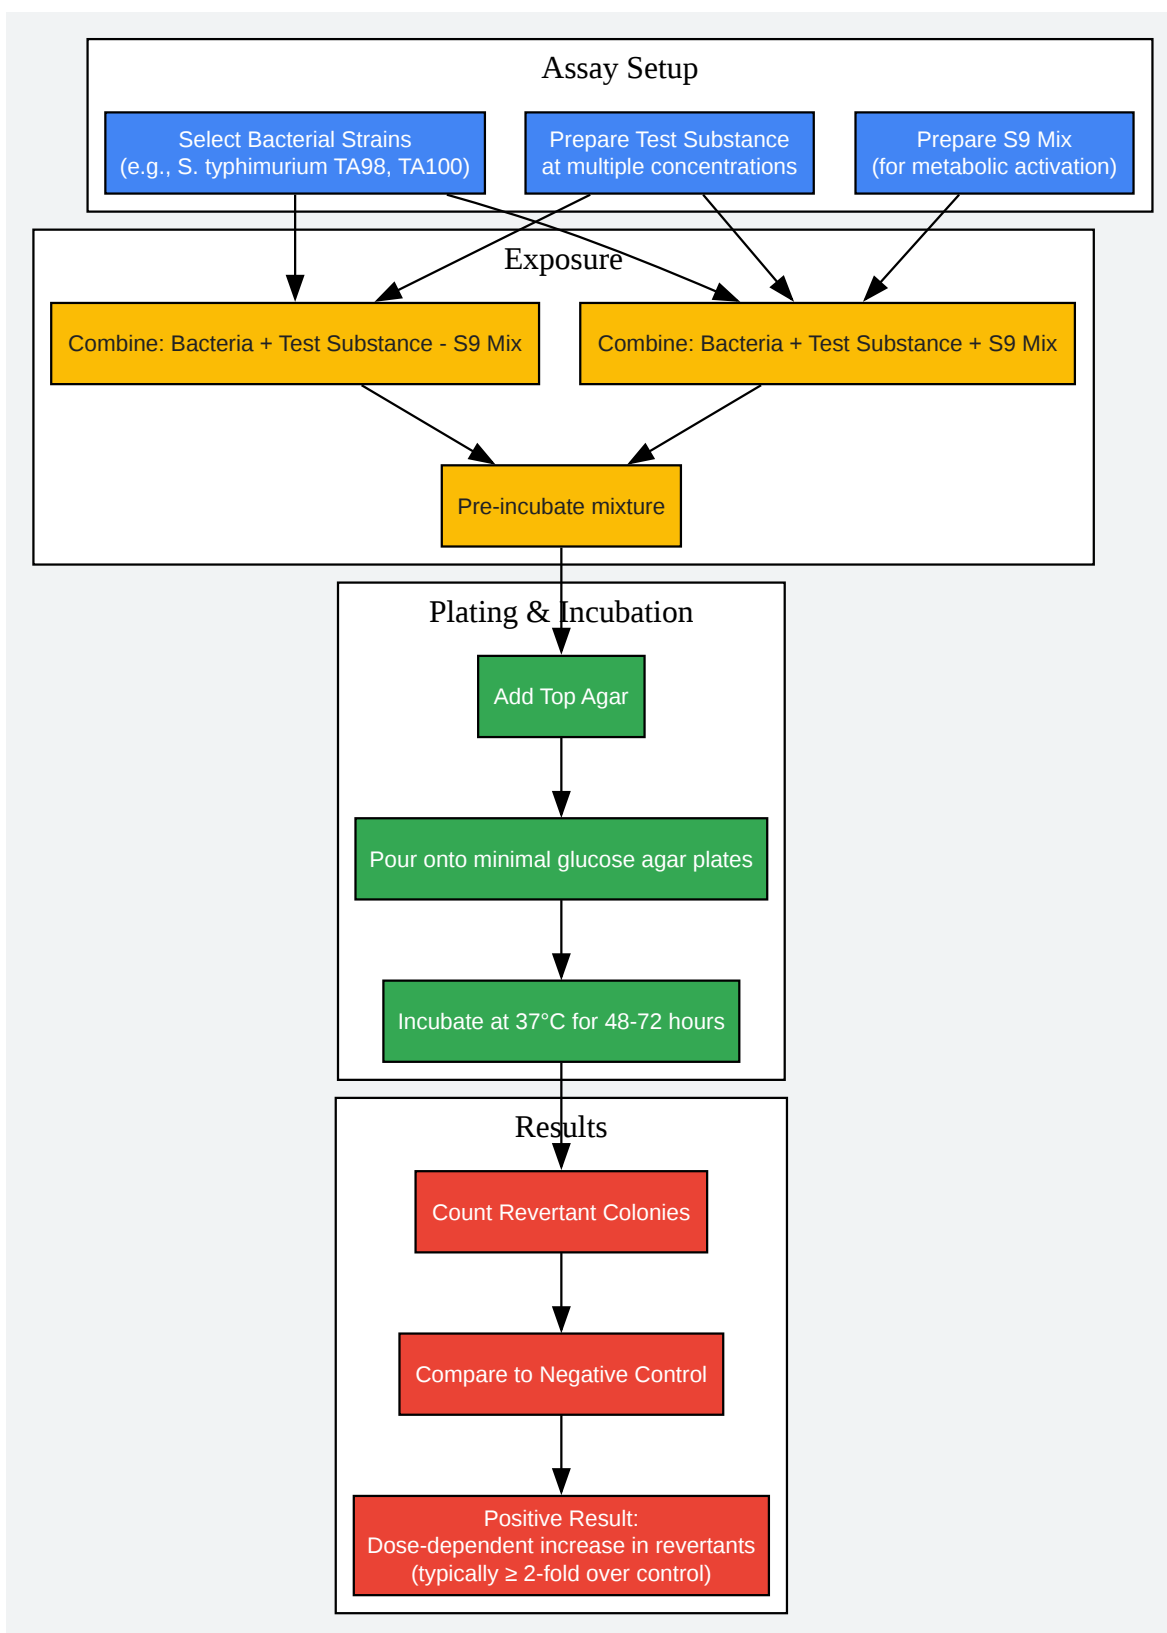 Assay Setup
Select Bacterial Strains
(e.g., S. typhimurium TA98, TA100)
Prepare Test Substance
at multiple concentrations
Prepare S9 Mix
(for metabolic activation)
Exposure
Combine: Bacteria + Test Substance - S9 Mix
Combine: Bacteria + Test Substance + S9 Mix
Pre-incubate mixture
Plating & Incubation
Add Top Agar
Pour onto minimal glucose agar plates
Incubate at 37°C for 48-72 hours
Results
Count Revertant Colonies
Compare to Negative Control
Positive Result:
Dose-dependent increase in revertants
(typically ≥ 2-fold over control)